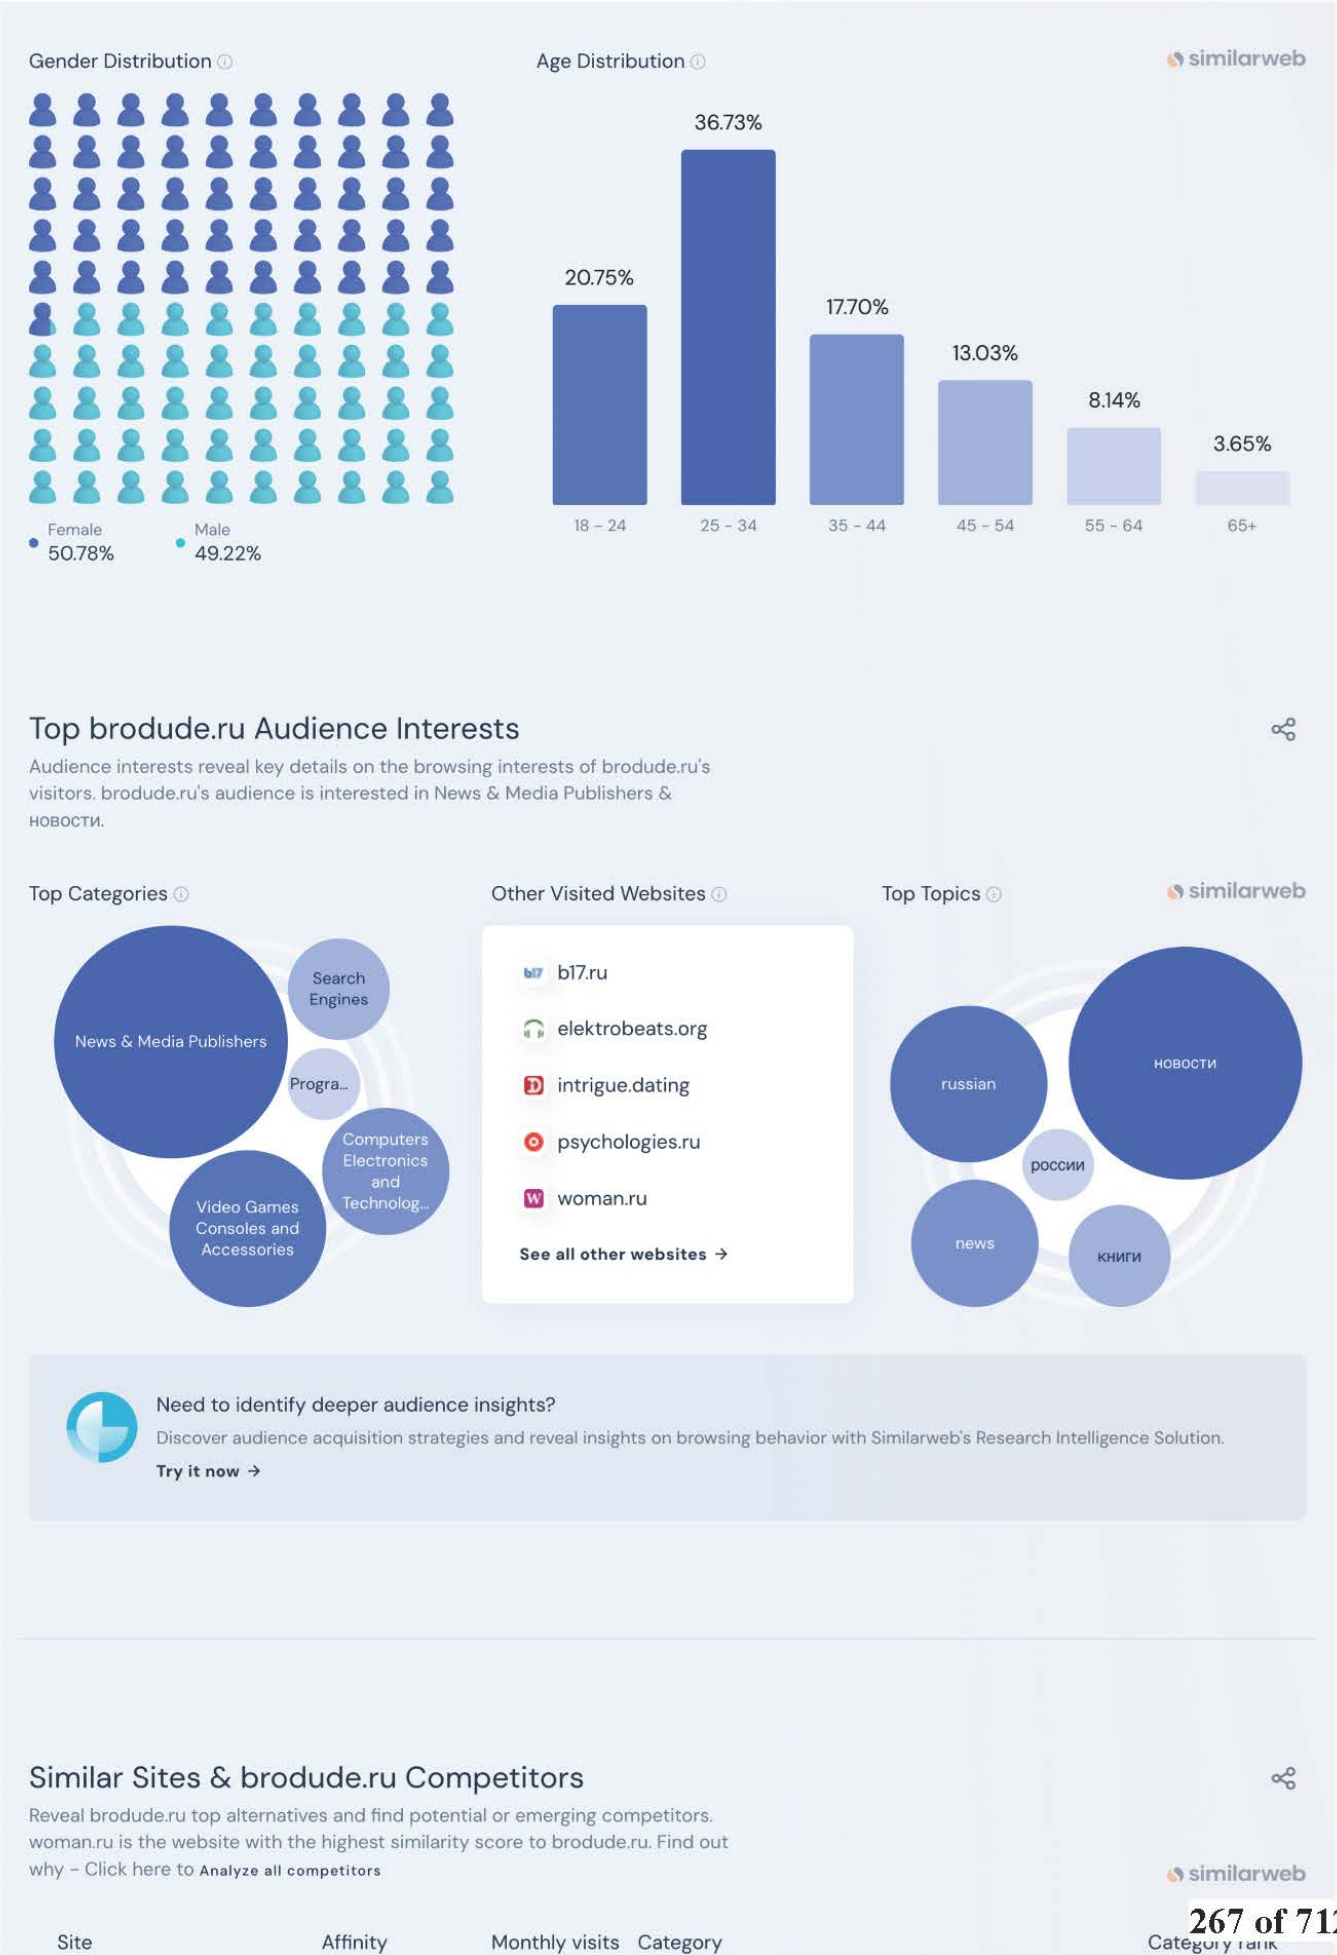 Gender Distribution
Age Distribution
similarweb
36.73%
20.75%
17.70%
13.03%
8.14%
3.65%
18 - 24
25 - 34
35 - 44
45 - 54
55 - 64
65+
Female
50.78%
Male
49.22%
Top brodude.ru Audience Interests
Audience interests reveal key details on the browsing interests of brodude.ru's
visitors. brodude.ru's audience is interested in News & Media Publishers &
новости.
Top Categories
Other Visited Websites
Top Topics
similarweb
News & Media Publishers
Search
Engines
Progra...
Computers
Electronics
and
Technolog...
Video Games
Consoles and
Accessories
b17
b17.ru
elektrobeats.org
D
intrigue.dating
psychologies.ru
W
woman.ru
See all other websites →
новости
russian
россии
news
книги
Need to identify deeper audience insights?
Discover audience acquisition strategies and reveal insights on browsing behavior with Similarweb's Research Intelligence Solution.
Try it now →
Similar Sites & brodude.ru Competitors
Reveal brodude.ru top alternatives and find potential or emerging competitors.
woman.ru is the website with the highest similarity score to brodude.ru. Find out
why – Click here to Analyze all competitors
similarweb
267 of 712
Site
Affinity
Monthly visits
Category
Category rank